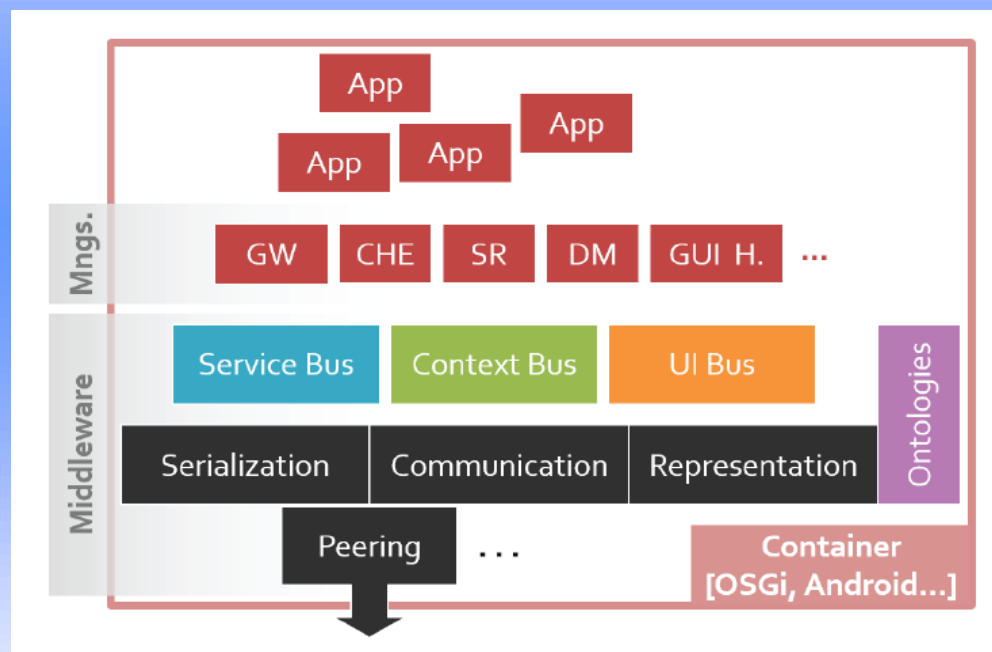 App
App
App
App
Mngs.
GW CHE SR DM GUI H. ...
Middleware
Service Bus Context Bus UI Bus
Ontologies
Serialization Communication Representation
Peering ...
Container
[OSGi, Android...]